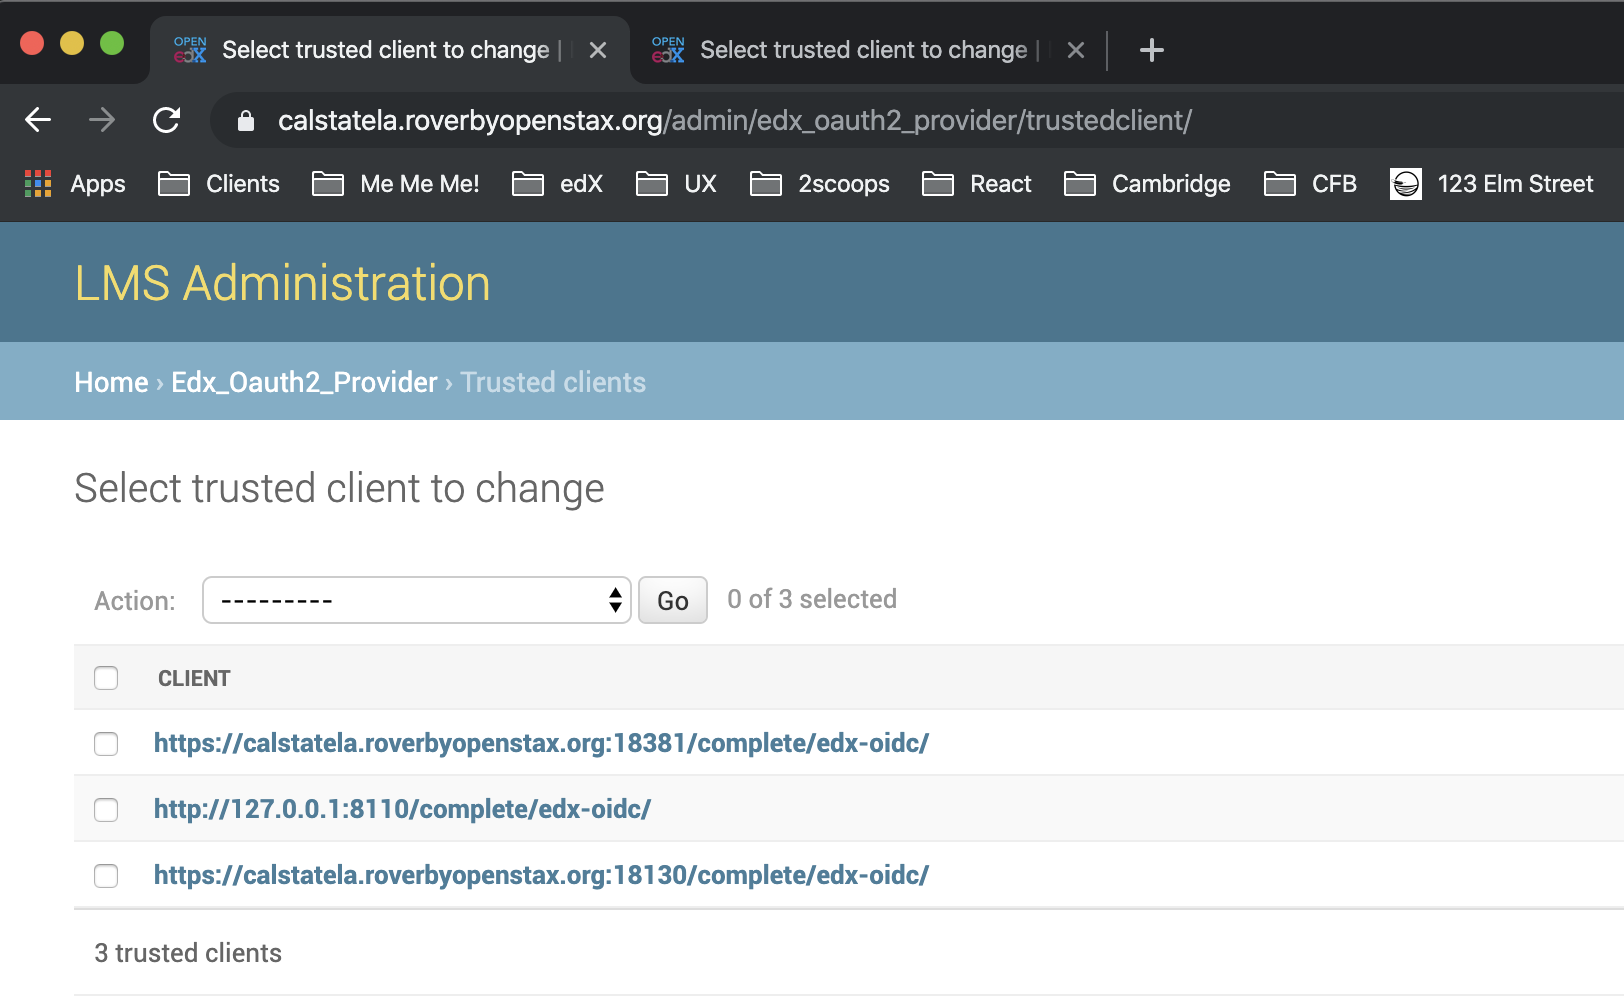 OPEN edX Select trusted client to change | OPEN edX Select trusted client to change |
calstatela.roverbyopenstax.org/admin/edx_oauth2_provider/trustedclient/
Apps Clients Me Me Me! edX UX 2scoops React Cambridge CFB 123 Elm Street
LMS Administration
Home › Edx_Oauth2_Provider › Trusted clients
Select trusted client to change
Action: --------- Go 0 of 3 selected
CLIENT
https://calstatela.roverbyopenstax.org:18381/complete/edx-oidc/
http://127.0.0.1:8110/complete/edx-oidc/
https://calstatela.roverbyopenstax.org:18130/complete/edx-oidc/
3 trusted clients